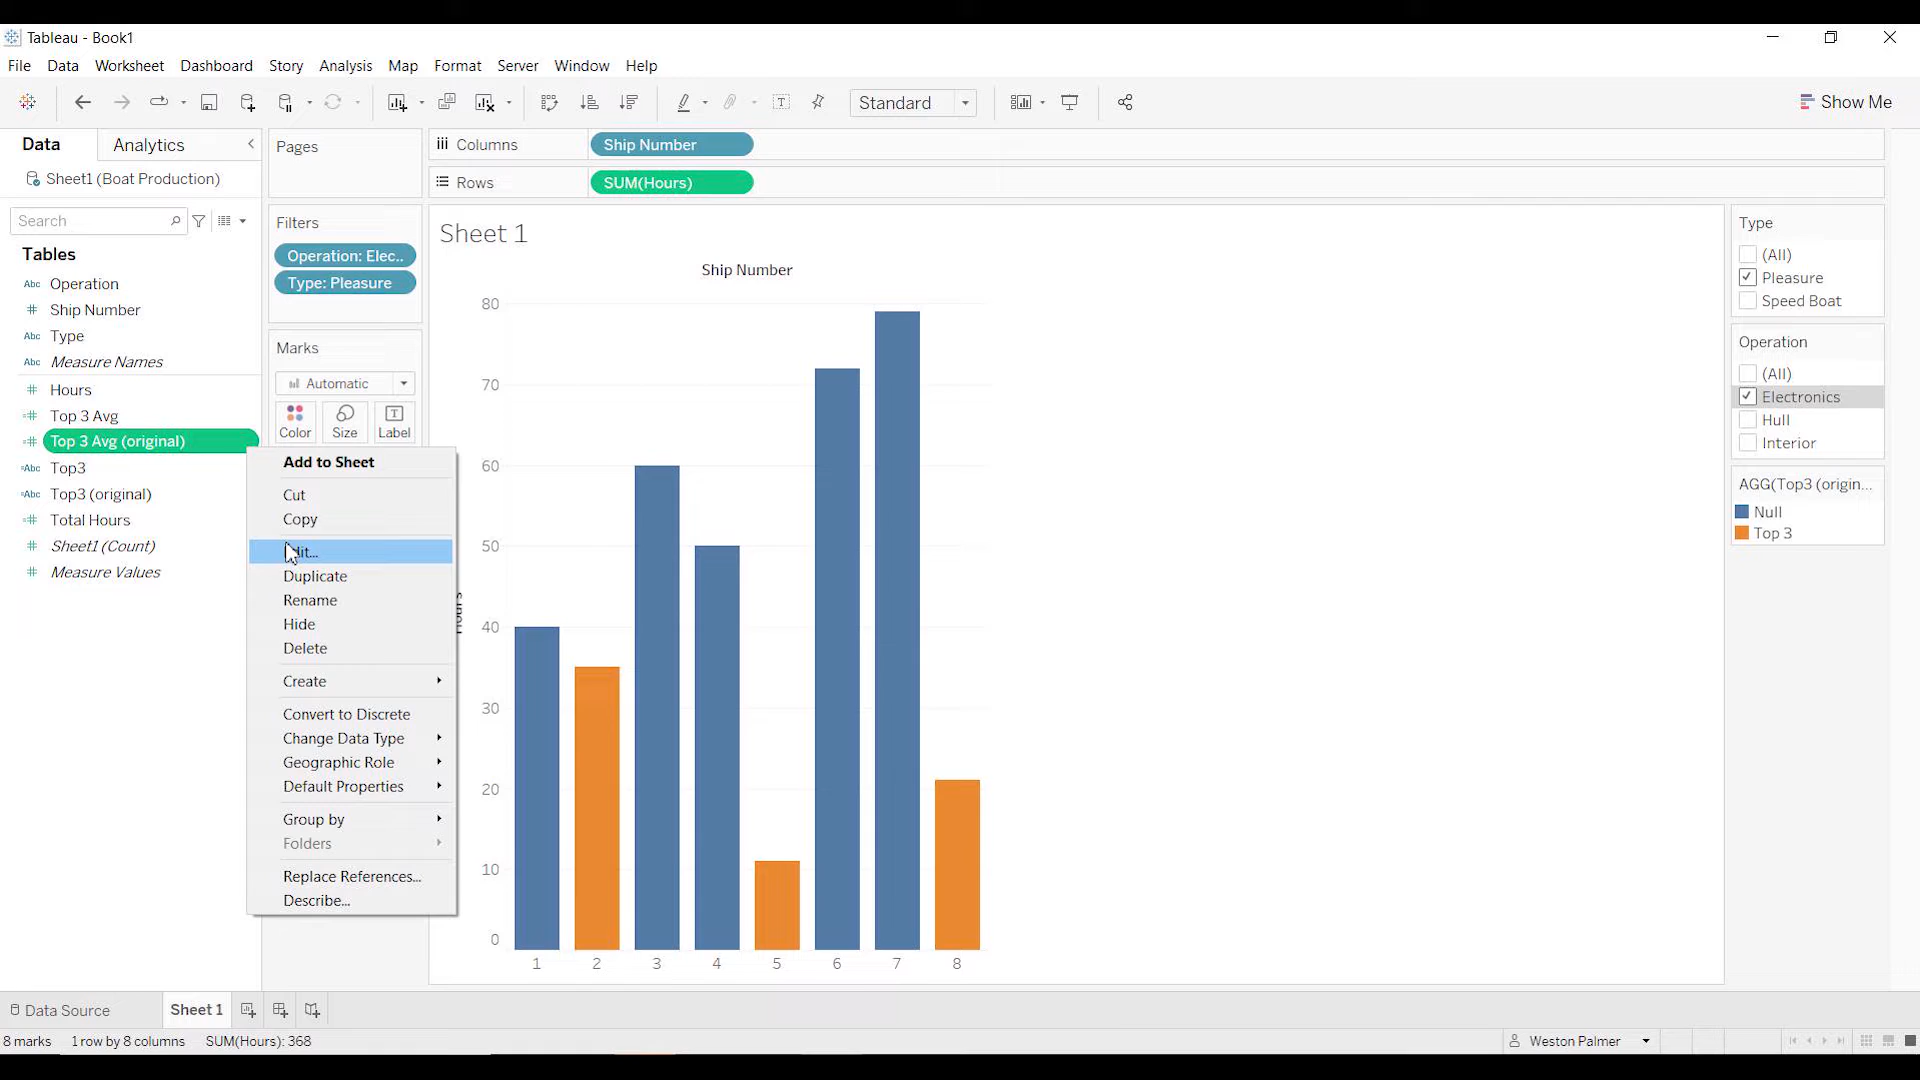 Tableau - Book1
File Data Worksheet Dashboard Story Analysis Map Format Server Window Help
Standard
Show Me
Data Analytics
Sheet1 (Boat Production)
Search
Tables
Abc Operation
Ship Number
Abc Type
Abc Measure Names
Hours
Top 3 Avg
Top 3 Avg (original)
Top3
Abc Top3 (original)
Total Hours
Sheet1 (Count)
Measure Values
Pages
Filters
Operation: Elec..
Type: Pleasure
Marks
Automatic
Color Size Label
Add to Sheet
Cut
Copy
Duplicate
Rename
Hide
Delete
Create
Convert to Discrete
Change Data Type
Geographic Role
Default Properties
Group by
Folders
Replace References...
Describe...
Columns Ship Number
Rows SUM(Hours)
Sheet 1
Ship Number
80
70
60
50
40
30
20
10
0
1 2 3 4 5 6 7 8
Type
(All)
Pleasure
Speed Boat
Operation
(All)
Electronics
Hull
Interior
AGG(Top3 (origin...
Null
Top 3
Data Source Sheet 1
8 marks 1 row by 8 columns SUM(Hours): 368
Weston Palmer